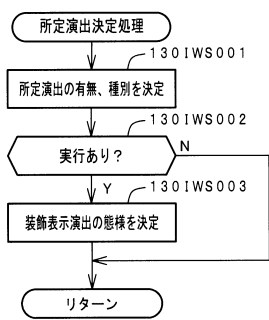 所定演出決定処理
130IWS001
所定演出の有無、種別を決定
130IWS002
実行あり?
N
Y
130IWS003
装飾表示演出の態様を決定
リターン